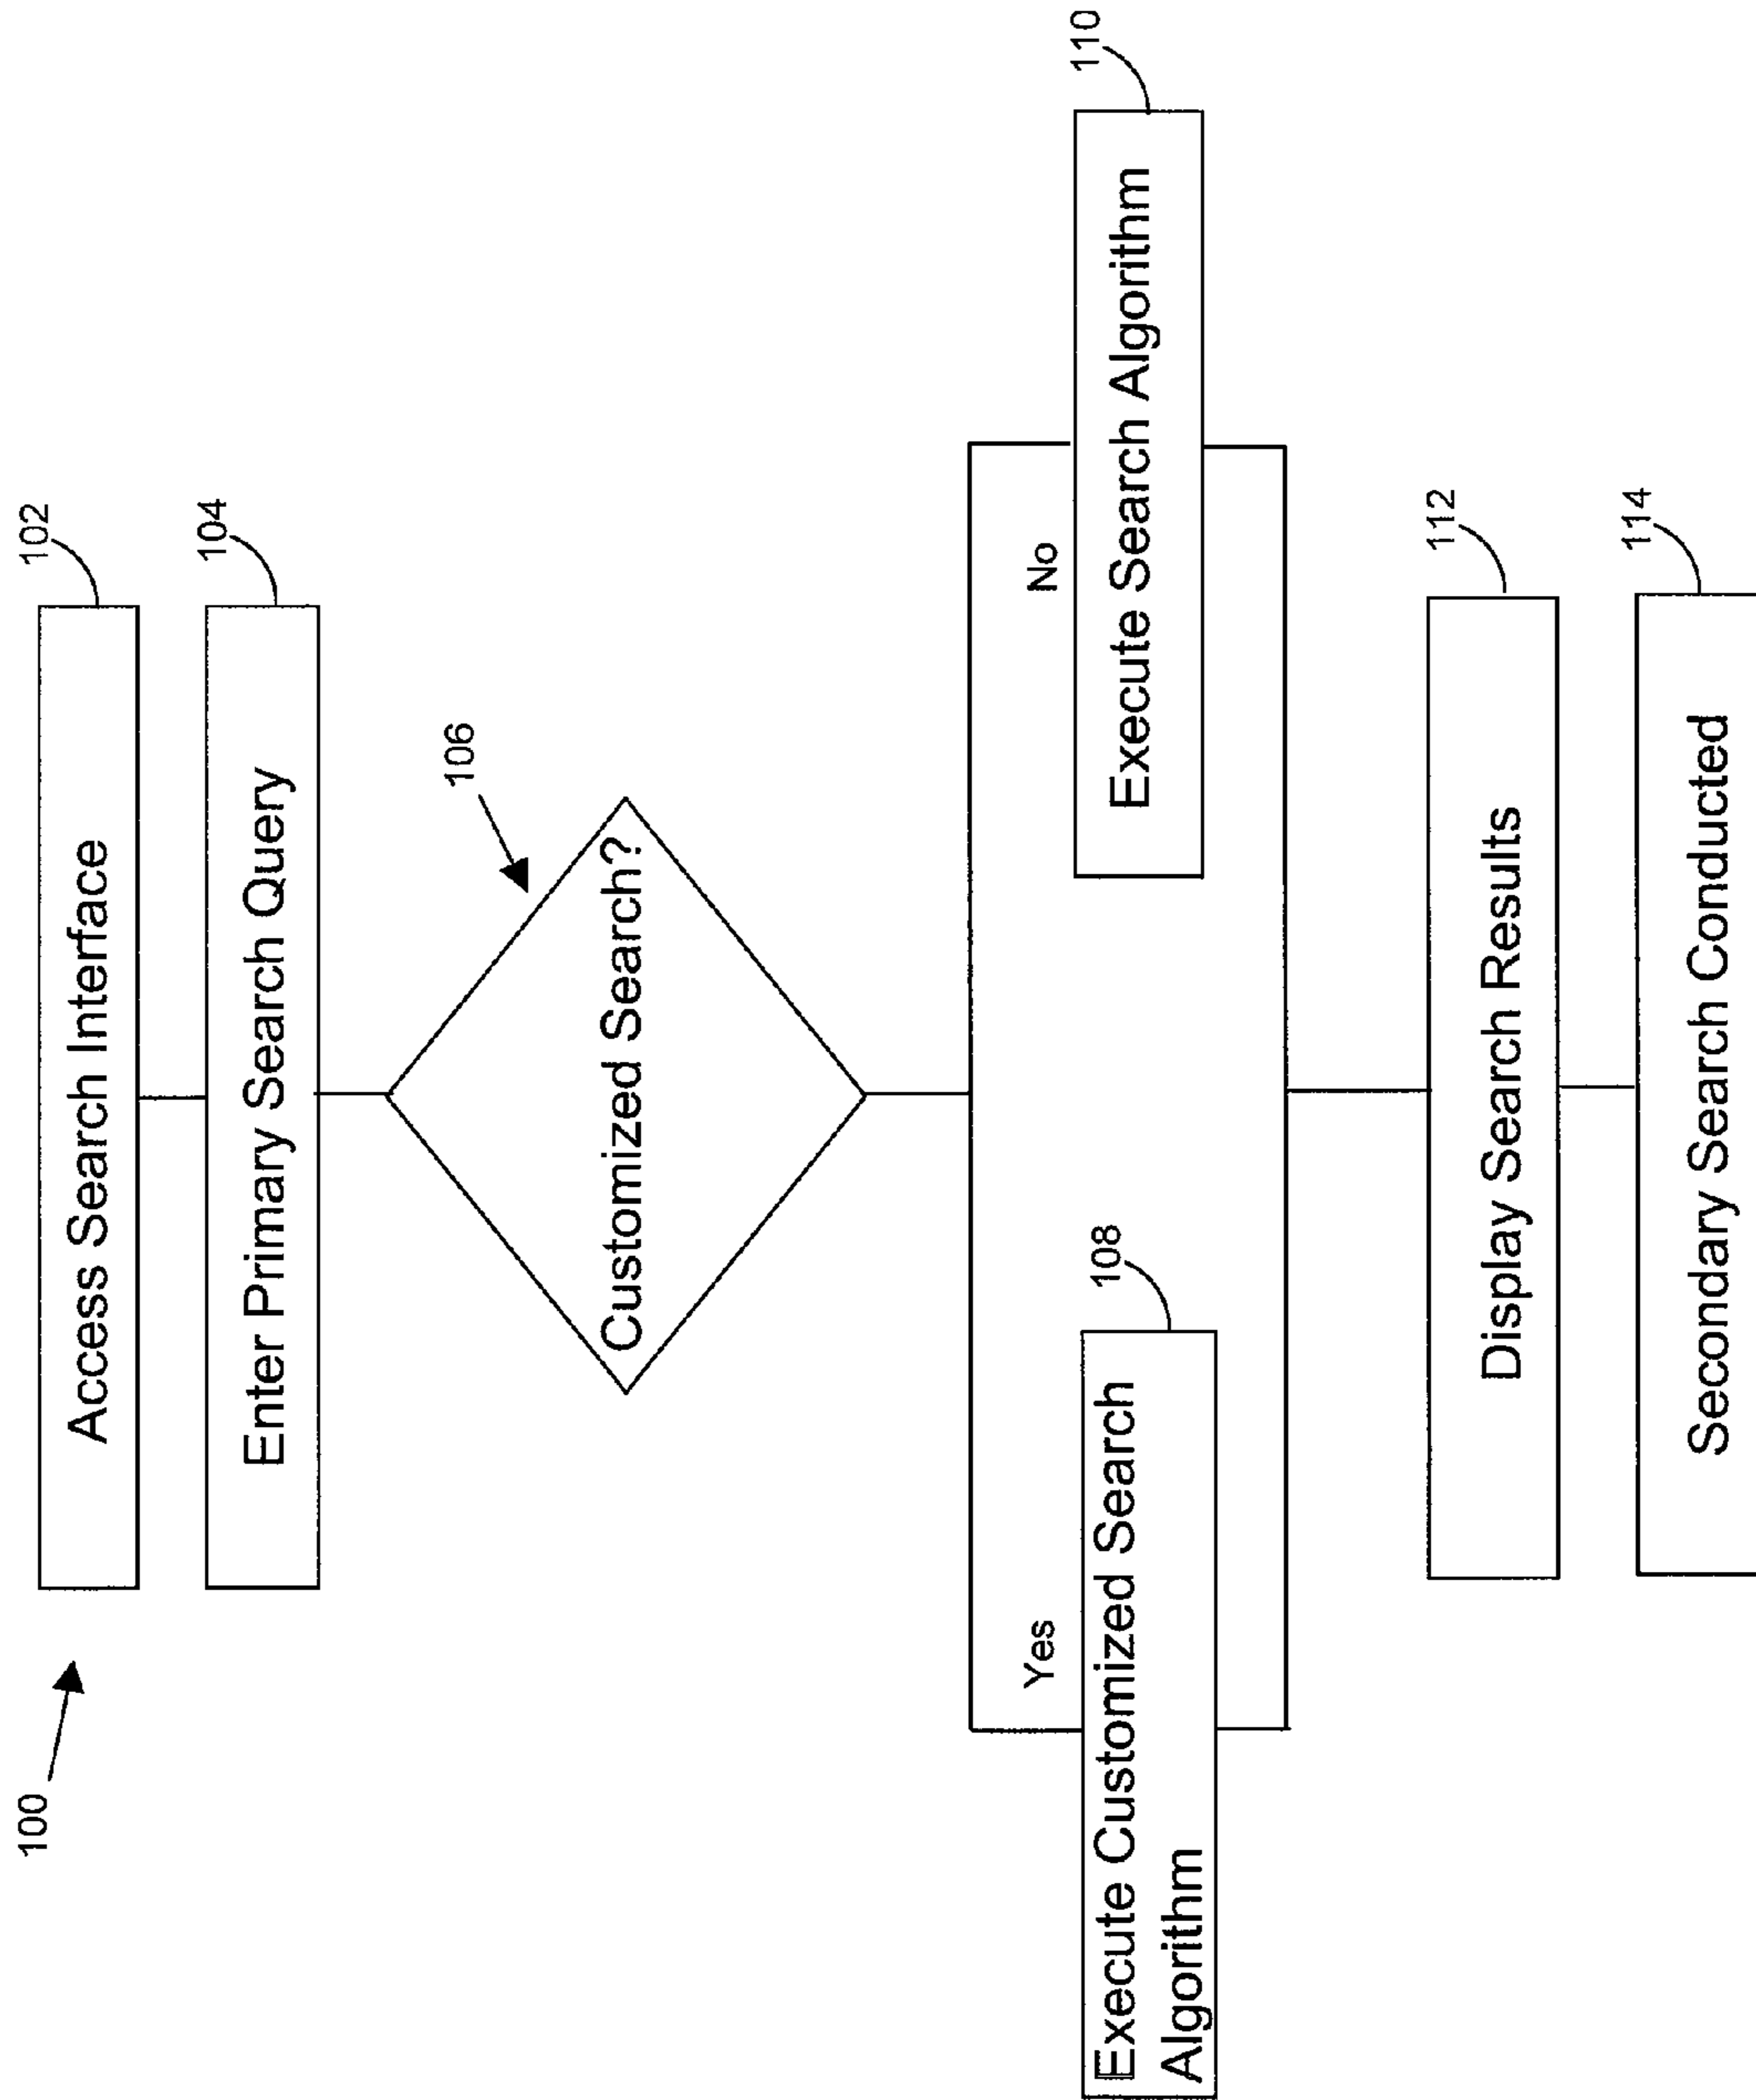 100
102
Access Search Interface
104
Enter Primary Search Query
106
Customized Search?
Yes
No
108
Execute Customized Search
Algorithm
110
Execute Search Algorithm
112
Display Search Results
114
Secondary Search Conducted